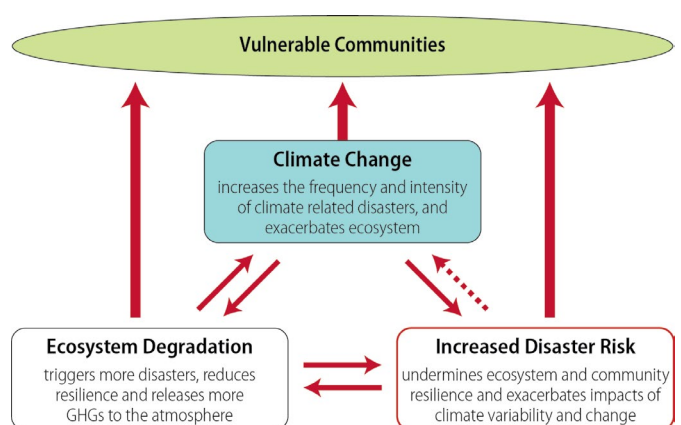 Vulnerable Communities
Climate Change
increases the frequency and intensity
of climate related disasters, and
exacerbates ecosystem
Ecosystem Degradation
triggers more disasters, reduces
resilience and releases more
GHGs to the atmosphere
Increased Disaster Risk
undermines ecosystem and community
resilience and exacerbates impacts of
climate variability and change